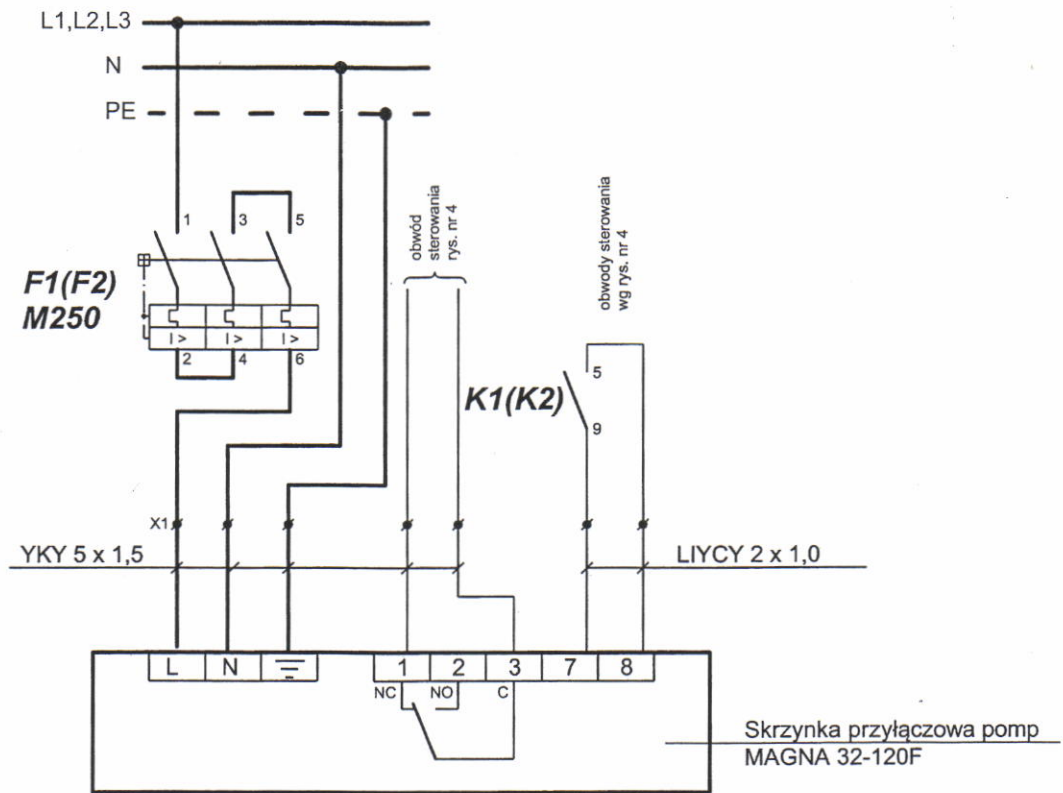 L1,L2,L3
N
PE
1
3
5
F1(F2)
M250
I >
I >
I >
2
4
6
obwód
sterowania
rys. nr 4
obwody sterowania
wg rys. nr 4
K1(K2)
5
9
X1
YKY 5 x 1,5
LIYCY 2 x 1,0
L
N
1
2
3
7
8
NC
NO
C
Skrzynka przyłączowa pomp
MAGNA 32-120F